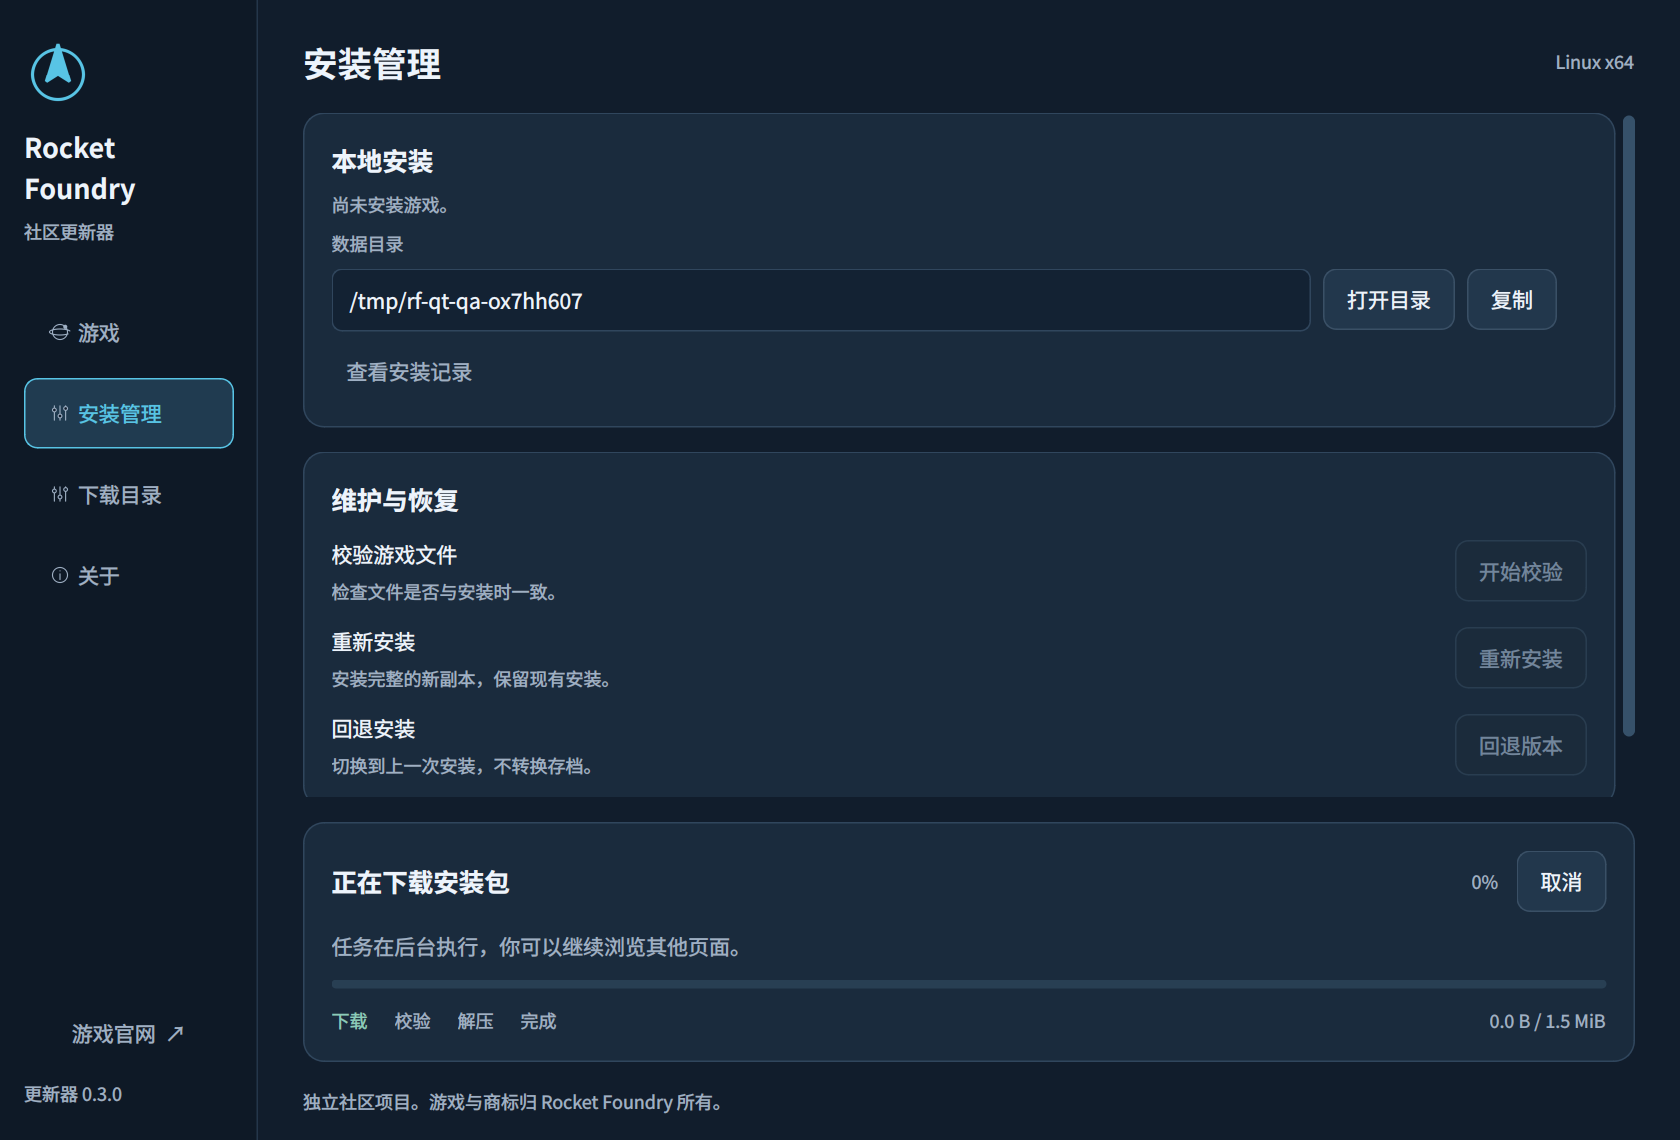 Rocket
Foundry
社区更新器
游戏
安装管理
下载目录
关于
游戏官网 ↗
更新器 0.3.0
安装管理
Linux x64
本地安装
尚未安装游戏。
数据目录
/tmp/rf-qt-qa-ox7hh607
打开目录
复制
查看安装记录
维护与恢复
校验游戏文件
检查文件是否与安装时一致。
开始校验
重新安装
安装完整的新副本，保留现有安装。
重新安装
回退安装
切换到上一次安装，不转换存档。
回退版本
正在下载安装包
0%
取消
任务在后台执行，你可以继续浏览其他页面。
下载 校验 解压 完成
0.0 B / 1.5 MiB
独立社区项目。游戏与商标归 Rocket Foundry 所有。